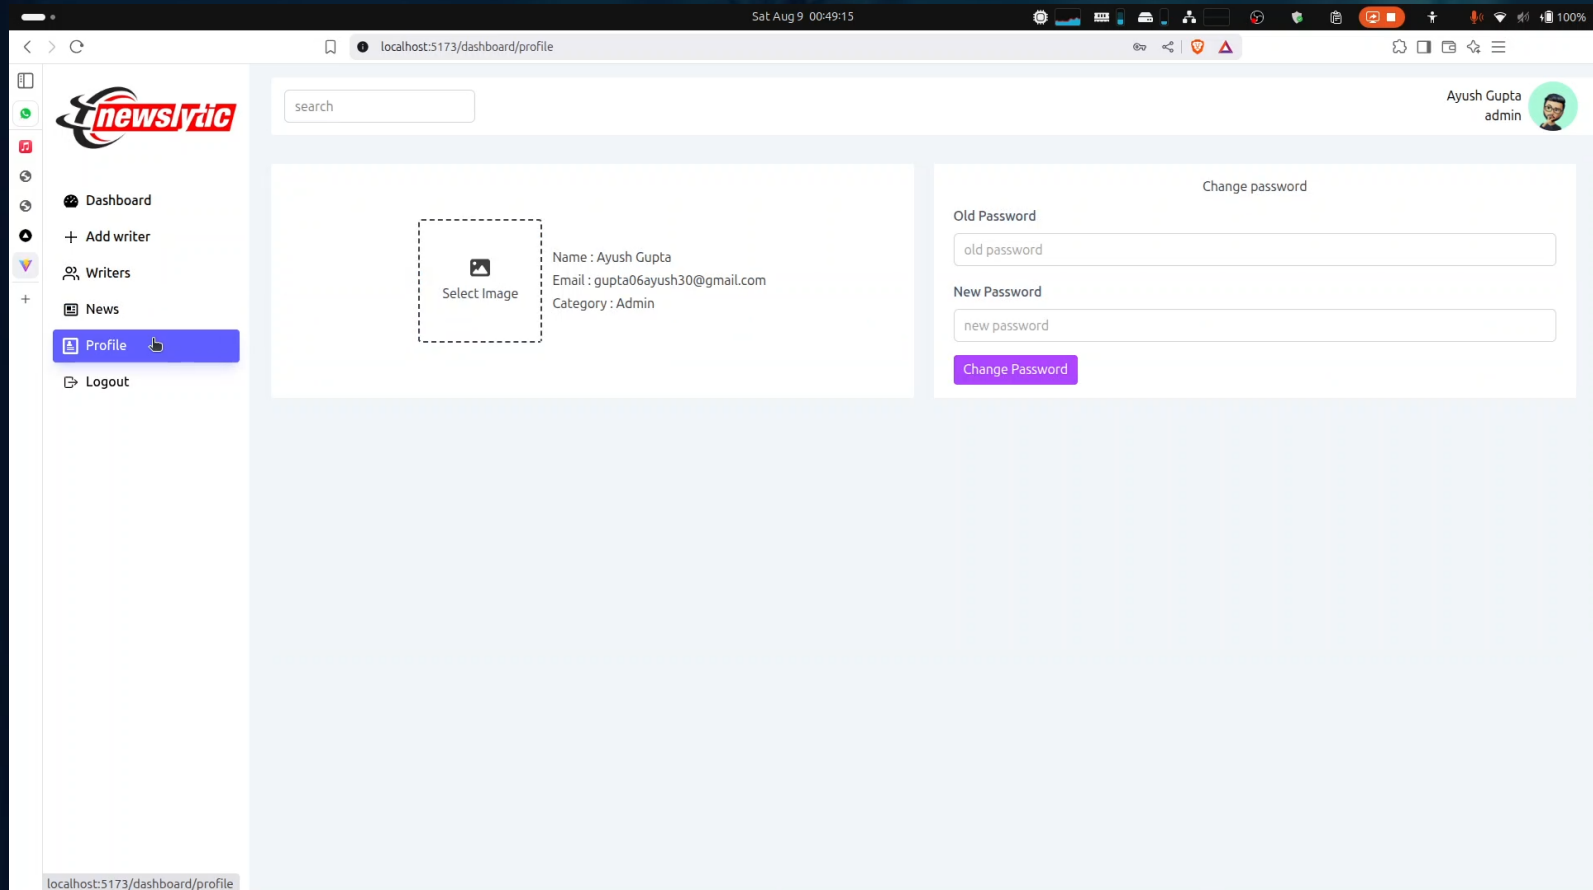 Sat Aug 9 00:49:15
100%
localhost:5173/dashboard/profile
newslytic
search
Ayush Gupta
admin
Dashboard
Add writer
Writers
News
Profile
Logout
Select Image
Name : Ayush Gupta
Email : gupta06ayush30@gmail.com
Category : Admin
Change password
Old Password
old password
New Password
new password
Change Password
localhost:5173/dashboard/profile